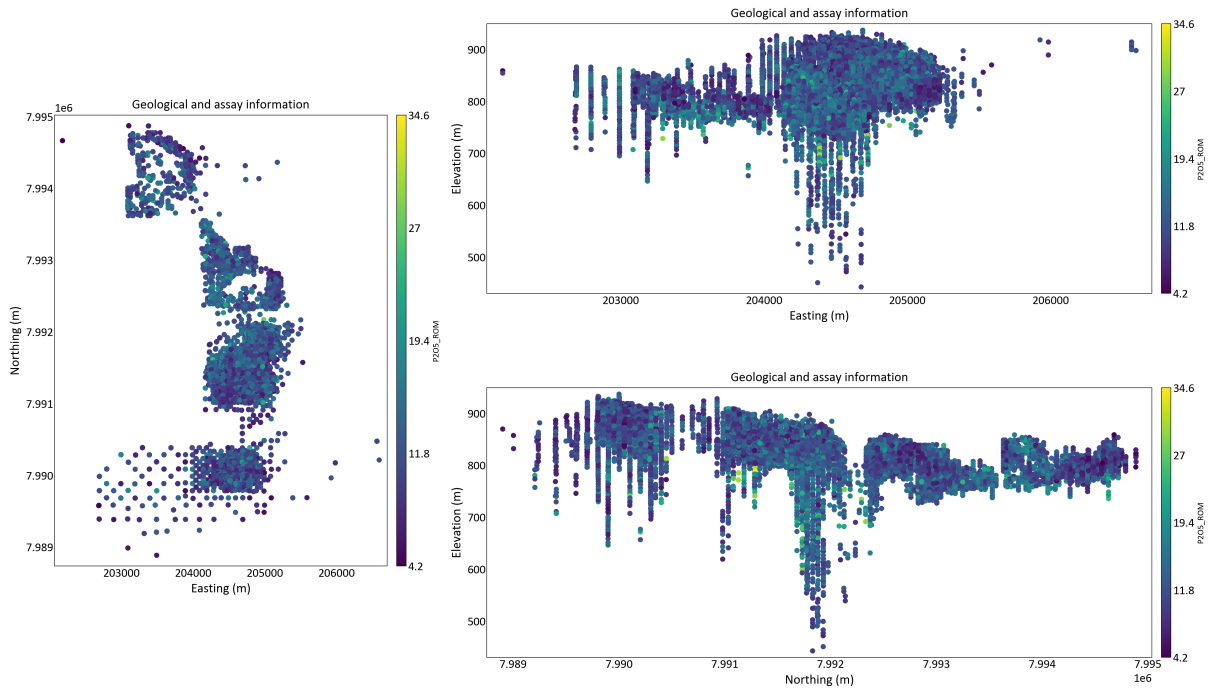 Geological and assay information
1e6
7.995
7.994
7.993
7.992
7.991
7.990
7.989
Northing (m)
203000 204000 205000 206000
Easting (m)
34.6
27
19.4
11.8
4.2
P2O5_ROM
Geological and assay information
900
800
700
600
500
Elevation (m)
203000 204000 205000 206000
Easting (m)
34.6
27
19.4
11.8
4.2
P2O5_ROM
Geological and assay information
900
800
700
600
500
Elevation (m)
7.989 7.990 7.991 7.992 7.993 7.994 7.995
1e6
Northing (m)
34.6
27
19.4
11.8
4.2
P2O5_ROM